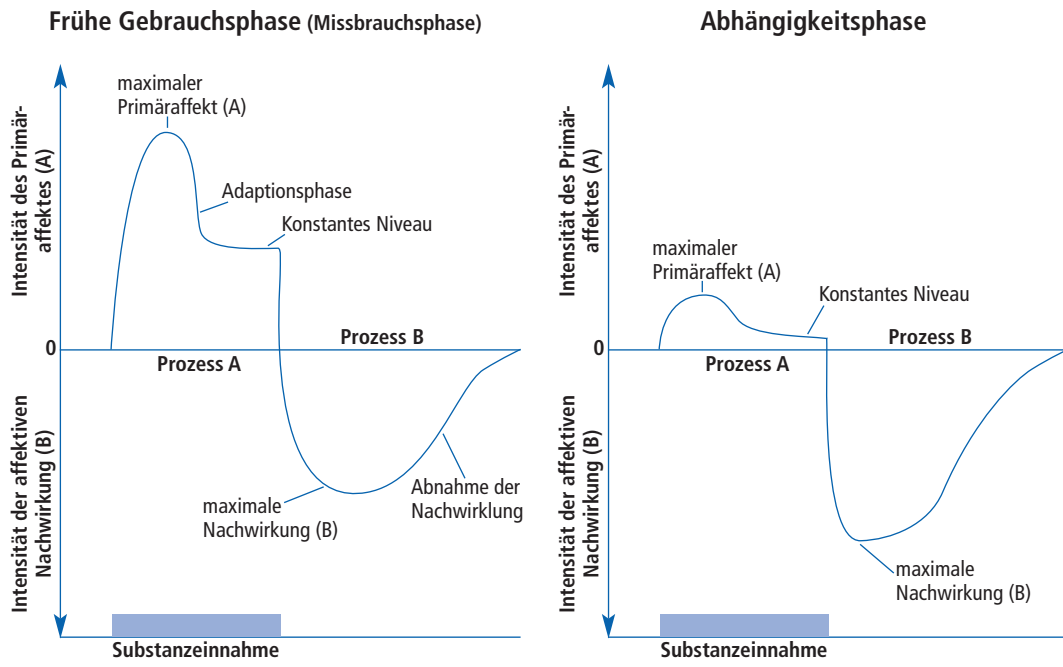 Frühe Gebrauchsphase (Missbrauchsphase)
Intensität des Primär-
affektes (A)
maximaler
Primäraffekt (A)
Adaptionsphase
Konstantes Niveau
0
Prozess A
Prozess B
Intensität der affektiven
Nachwirkung (B)
maximale
Nachwirkung (B)
Abnahme der
Nachwirklung
Substanzeinnahme
Abhängigkeitsphase
Intensität des Primär-
affektes (A)
maximaler
Primäraffekt (A)
Konstantes Niveau
0
Prozess A
Prozess B
Intensität der affektiven
Nachwirkung (B)
maximale
Nachwirkung (B)
Substanzeinnahme